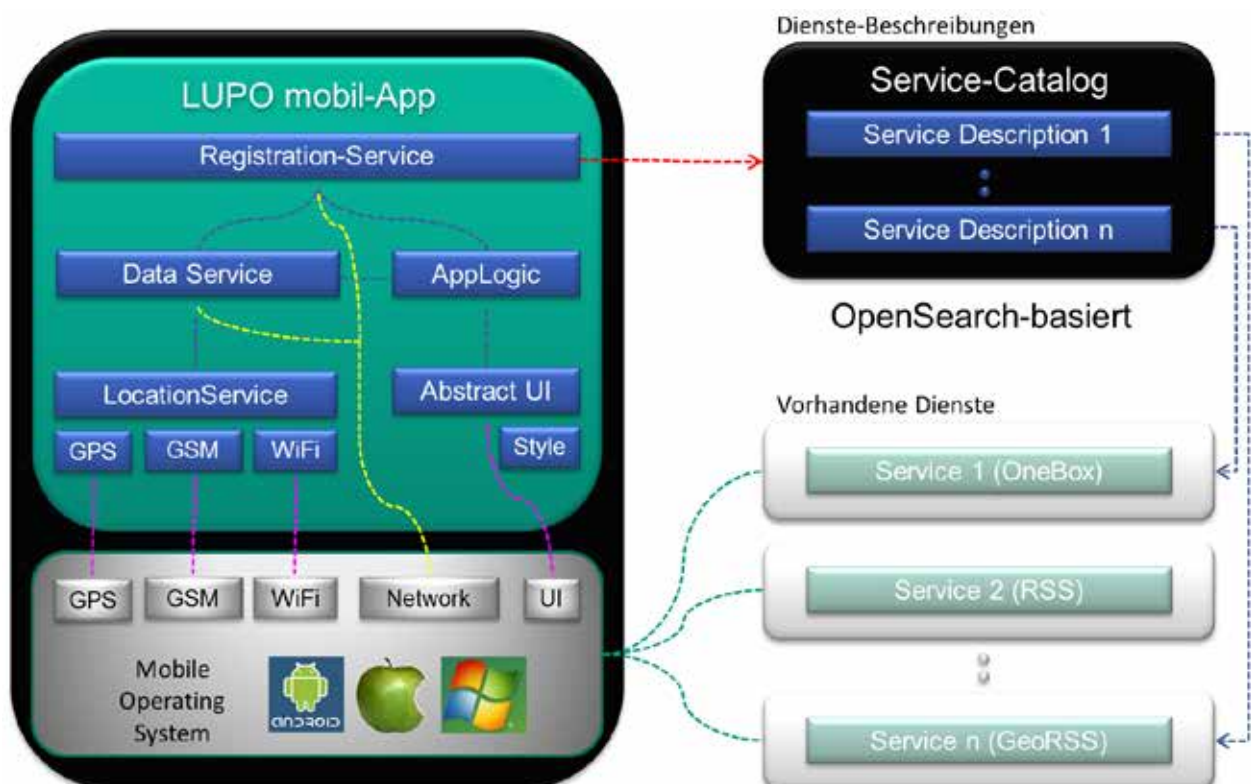 LUPO mobil-App
Registration-Service
Data Service
AppLogic
LocationService
Abstract UI
GPS
GSM
WiFi
Style
GPS
GSM
WiFi
Network
UI
Mobile
Operating
System
ANDROID
Dienste-Beschreibungen
Service-Catalog
Service Description 1
Service Description n
OpenSearch-basiert
Vorhandene Dienste
Service 1 (OneBox)
Service 2 (RSS)
Service n (GeoRSS)